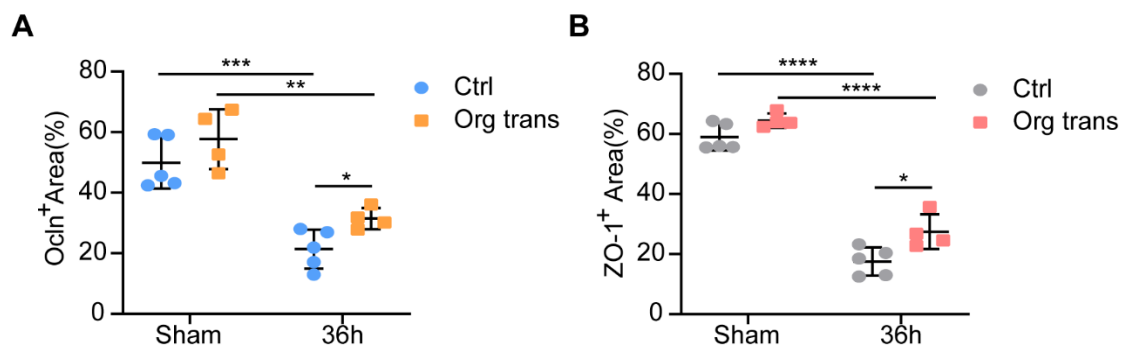 A
Ocln+Area(%)
80
60
40
20
0
***
**
*
Sham
36h
Ctrl
Org trans
B
ZO-1+ Area(%)
80
60
40
20
0
****
****
*
Sham
36h
Ctrl
Org trans